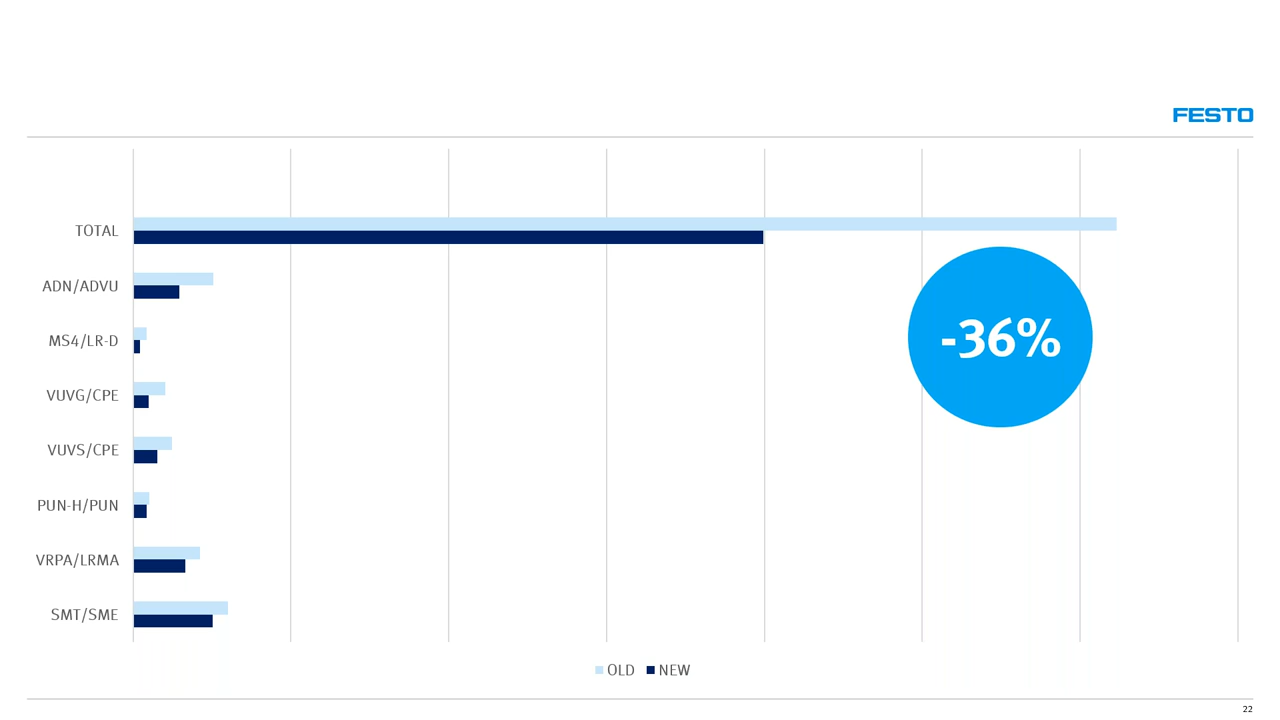 FESTO
TOTAL
ADN/ADVU
MS4/LR-D
VUVG/CPE
VUVS/CPE
PUN-H/PUN
VRPA/LRMA
SMT/SME
-36%
OLD NEW
22